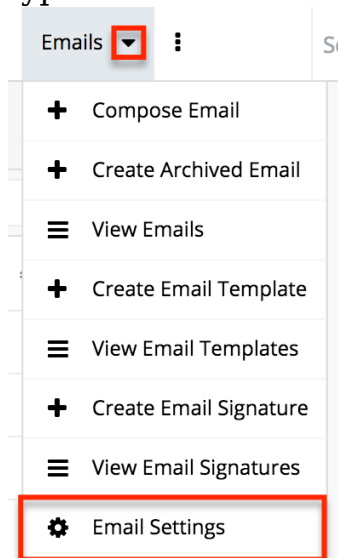 Emails
Compose Email
Create Archived Email
View Emails
Create Email Template
View Email Templates
Create Email Signature
View Email Signatures
Email Settings